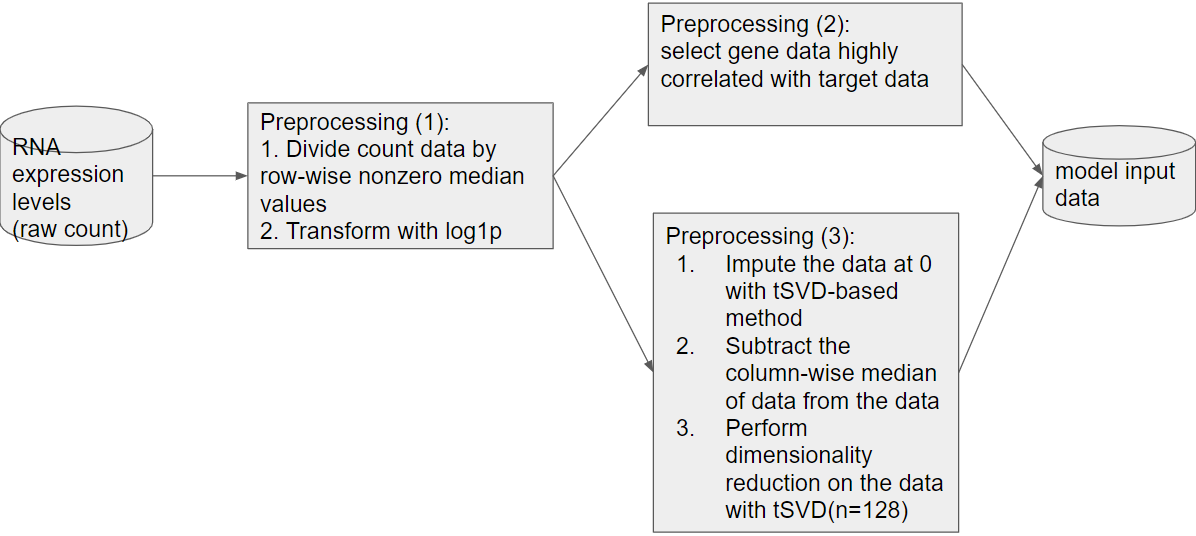 RNA
expression
levels
(raw count)
Preprocessing (1):
1. Divide count data by
row-wise nonzero median
values
2. Transform with log1p
Preprocessing (2):
select gene data highly
correlated with target data
Preprocessing (3):
1. Impute the data at 0
with tSVD-based
method
2. Subtract the
column-wise median
of data from the data
3. Perform
dimensionality
reduction on the data
with tSVD(n=128)
model input
data